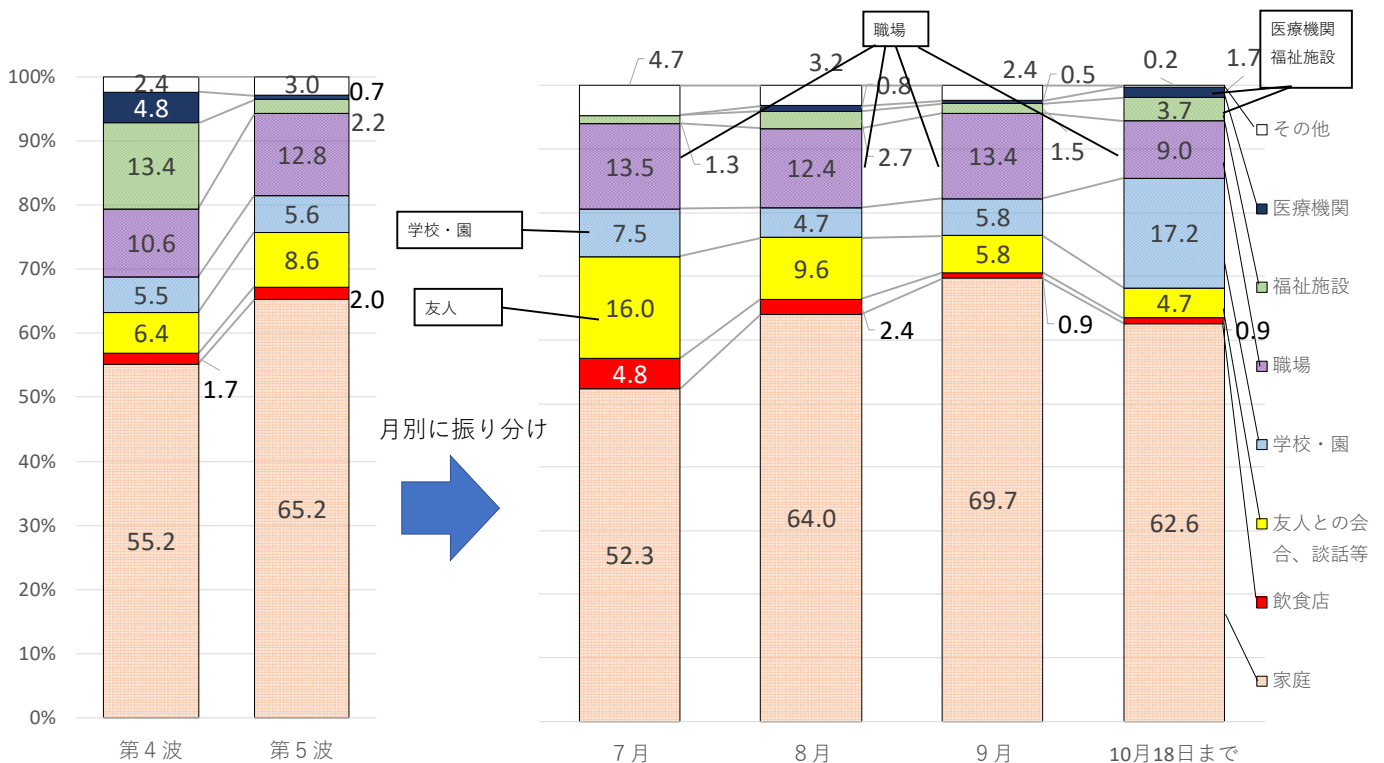 職場
医療機関
福祉施設
100%
90%
80%
70%
60%
50%
40%
30%
20%
10%
0%
2.4
4.8
13.4
10.6
5.5
6.4
1.7
55.2
第4波
3.0
0.7
2.2
12.8
5.6
8.6
2.0
65.2
第5波
月別に振り分け
学校・園
友人
4.7
1.3
13.5
7.5
16.0
4.8
52.3
7月
3.2
0.8
2.7
12.4
4.7
9.6
2.4
64.0
8月
2.4
0.5
1.5
13.4
5.8
5.8
0.9
69.7
9月
0.2
1.7
3.7
9.0
17.2
4.7
0.9
62.6
10月18日まで
その他
医療機関
福祉施設
職場
学校・園
友人との会
合、談話等
飲食店
家庭